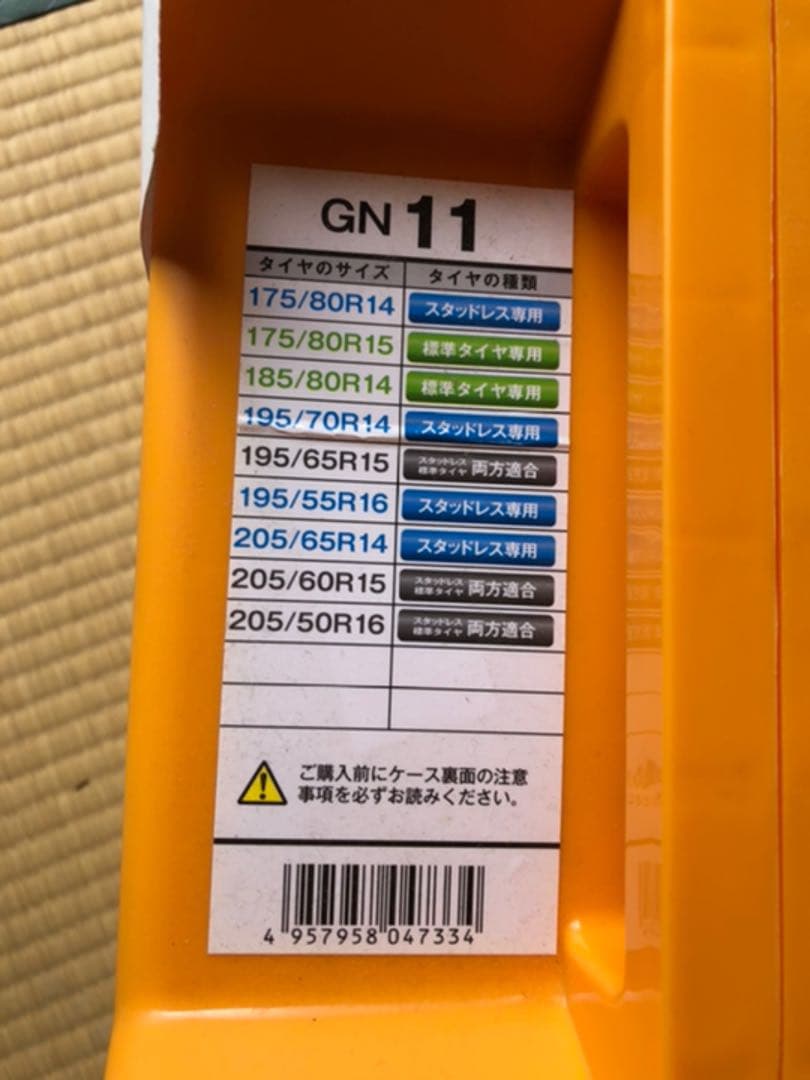 GN 11
タイヤのサイズ タイヤの種類
175/80R14 スタッドレス専用
175/80R15 標準タイヤ専用
185/80R14 標準タイヤ専用
195/70R14 スタッドレス専用
195/65R15 スタッドレス 標準タイヤ 両方適合
195/55R16 スタッドレス専用
205/65R14 スタッドレス専用
205/60R15 スタッドレス 標準タイヤ 両方適合
205/50R16 スタッドレス 標準タイヤ 両方適合
ご購入前にケース裏面の注意
事項を必ずお読みください。
4 957958 047334